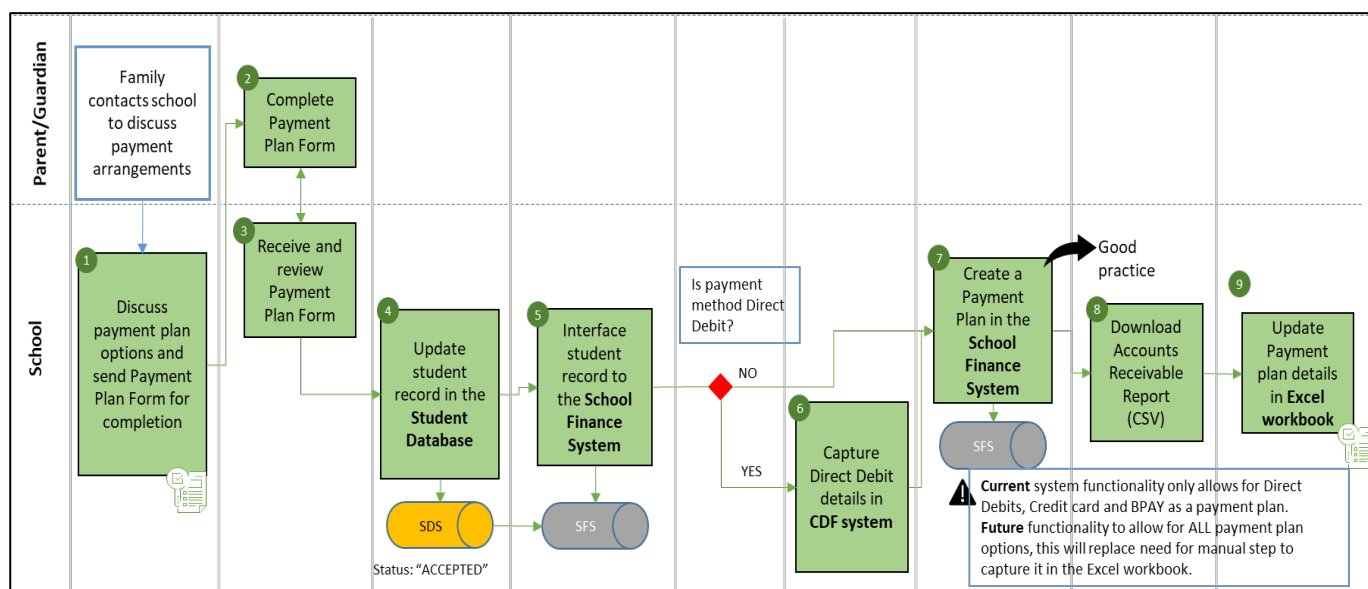 Parent/Guardian
Family
contacts school
to discuss
payment
arrangements
2
Complete
Payment
Plan Form
School
1
Discuss
payment plan
options and
send Payment
Plan Form for
completion
3
Receive and
review
Payment
Plan Form
4
Update
student
record in the
Student
Database
SDS
Status: “ACCEPTED”
5
Interface
student
record to
the School
Finance
System
SFS
Is payment
method Direct
Debit?
NO
YES
6
Capture
Direct Debit
details in
CDF system
7
Create a
Payment
Plan in the
School
Finance
System
Good
practice
SFS
8
Download
Accounts
Receivable
Report
(CSV)
9
Update
Payment
plan details
in Excel
workbook
Current system functionality only allows for Direct
Debits, Credit card and BPAY as a payment plan.
Future functionality to allow for ALL payment plan
options, this will replace need for manual step to
capture it in the Excel workbook.